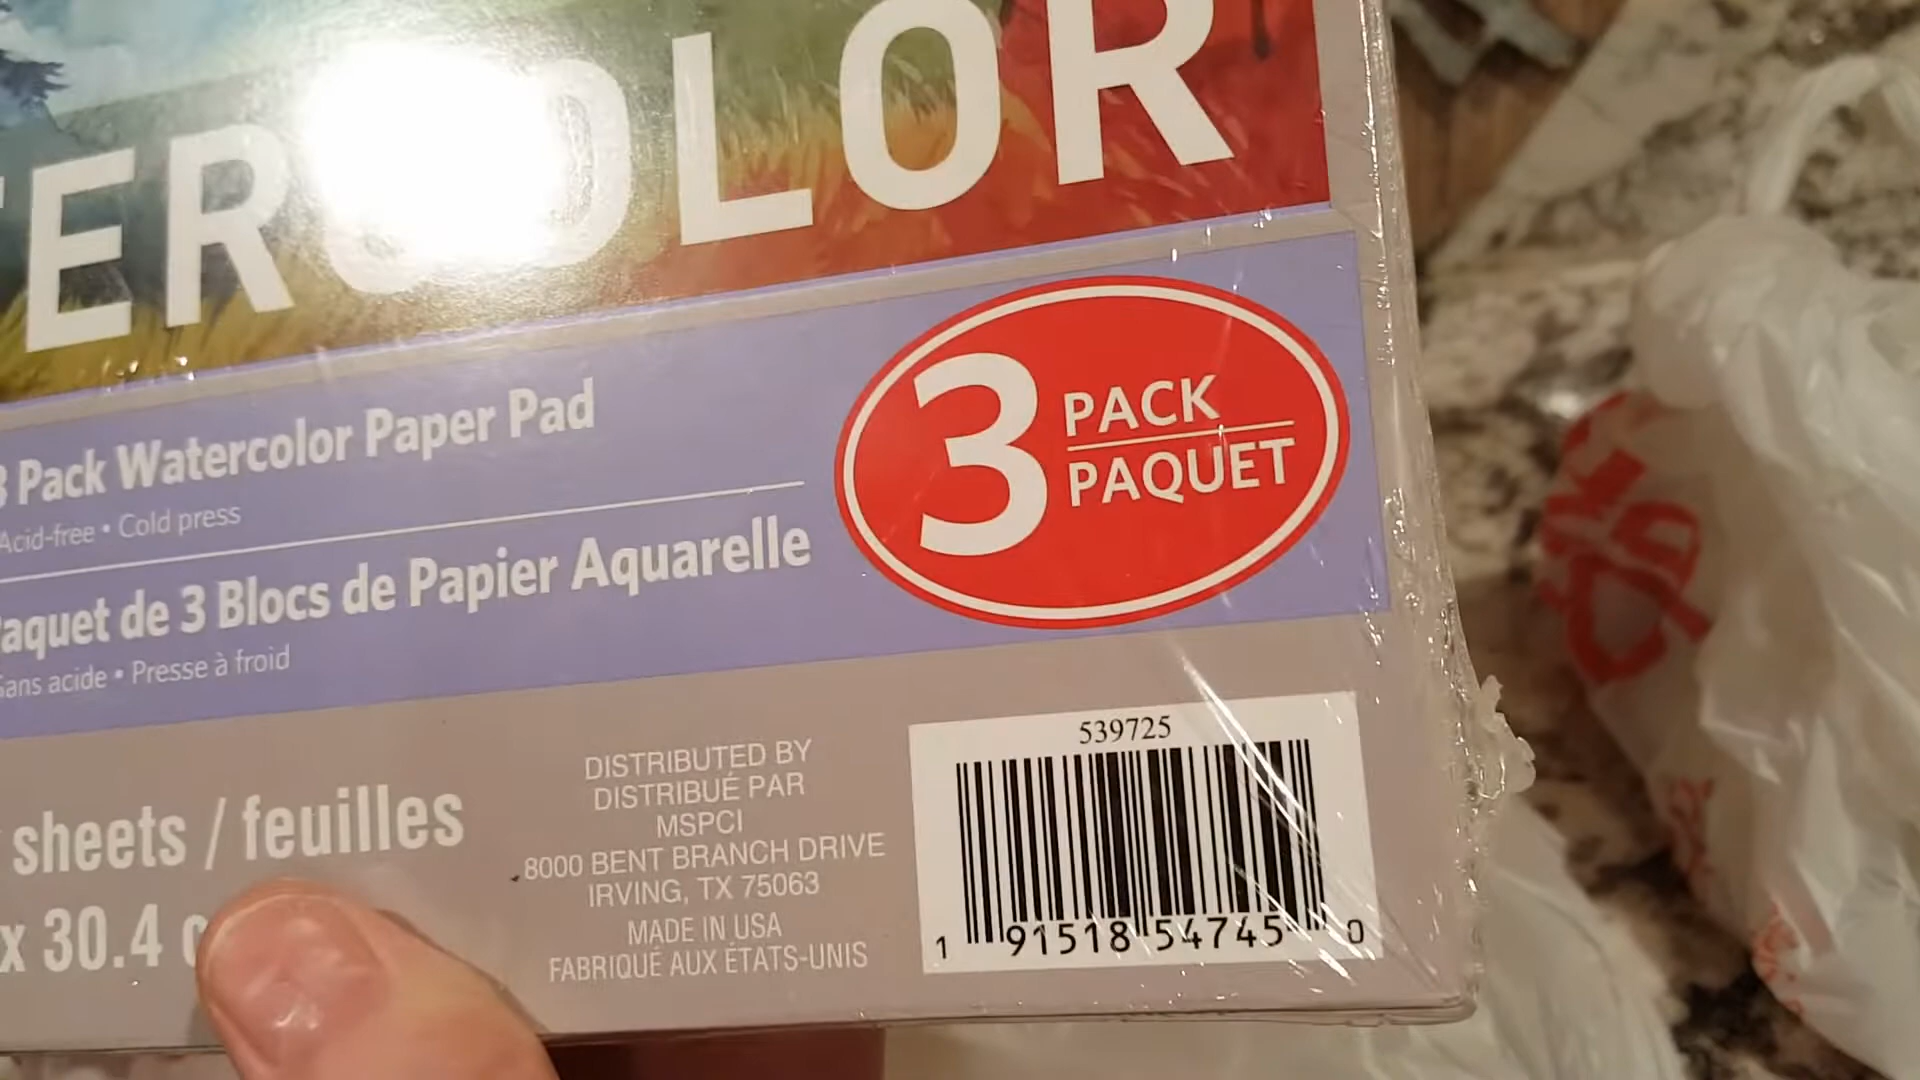 ERCOLOR
3 Pack Watercolor Paper Pad
Acid-free • Cold press
Paquet de 3 Blocs de Papier Aquarelle
Sans acide • Presse à froid
3 PACK
PAQUET
sheets / feuilles
x 30.4 c
DISTRIBUTED BY
DISTRIBUÉ PAR
MSPCI
8000 BENT BRANCH DRIVE
IRVING, TX 75063
MADE IN USA
FABRIQUÉ AUX ÉTATS-UNIS
539725
1 91518 54745 0